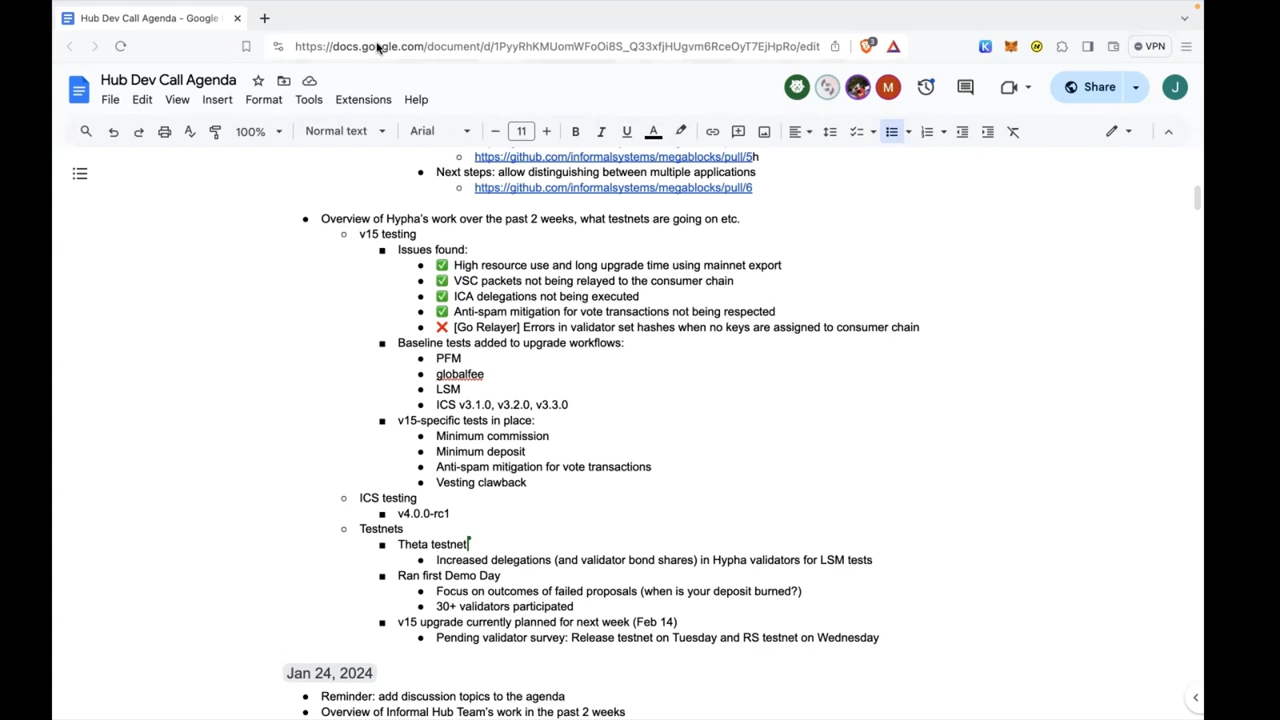 Hub Dev Call Agenda - Google
https://docs.google.com/document/d/1PyyRhKMUomWFoOi8S_Q33xfjHUgvm6RceOyT7EjHpRo/edit
3
VPN
Hub Dev Call Agenda
File Edit View Insert Format Tools Extensions Help
M
Share
J
100% Normal text Arial 11 B I U A
https://github.com/informalsystems/megablocks/pull/5h
Next steps: allow distinguishing between multiple applications
https://github.com/informalsystems/megablocks/pull/6
Overview of Hypha's work over the past 2 weeks, what testnets are going on etc.
v15 testing
Issues found:
✅ High resource use and long upgrade time using mainnet export
✅ VSC packets not being relayed to the consumer chain
✅ ICA delegations not being executed
✅ Anti-spam mitigation for vote transactions not being respected
❌ [Go Relayer] Errors in validator set hashes when no keys are assigned to consumer chain
Baseline tests added to upgrade workflows:
PFM
globalfee
LSM
ICS v3.1.0, v3.2.0, v3.3.0
v15-specific tests in place:
Minimum commission
Minimum deposit
Anti-spam mitigation for vote transactions
Vesting clawback
ICS testing
v4.0.0-rc1
Testnets
Theta testnet
Increased delegations (and validator bond shares) in Hypha validators for LSM tests
Ran first Demo Day
Focus on outcomes of failed proposals (when is your deposit burned?)
30+ validators participated
v15 upgrade currently planned for next week (Feb 14)
Pending validator survey: Release testnet on Tuesday and RS testnet on Wednesday
Jan 24, 2024
Reminder: add discussion topics to the agenda
Overview of Informal Hub Team's work in the past 2 weeks